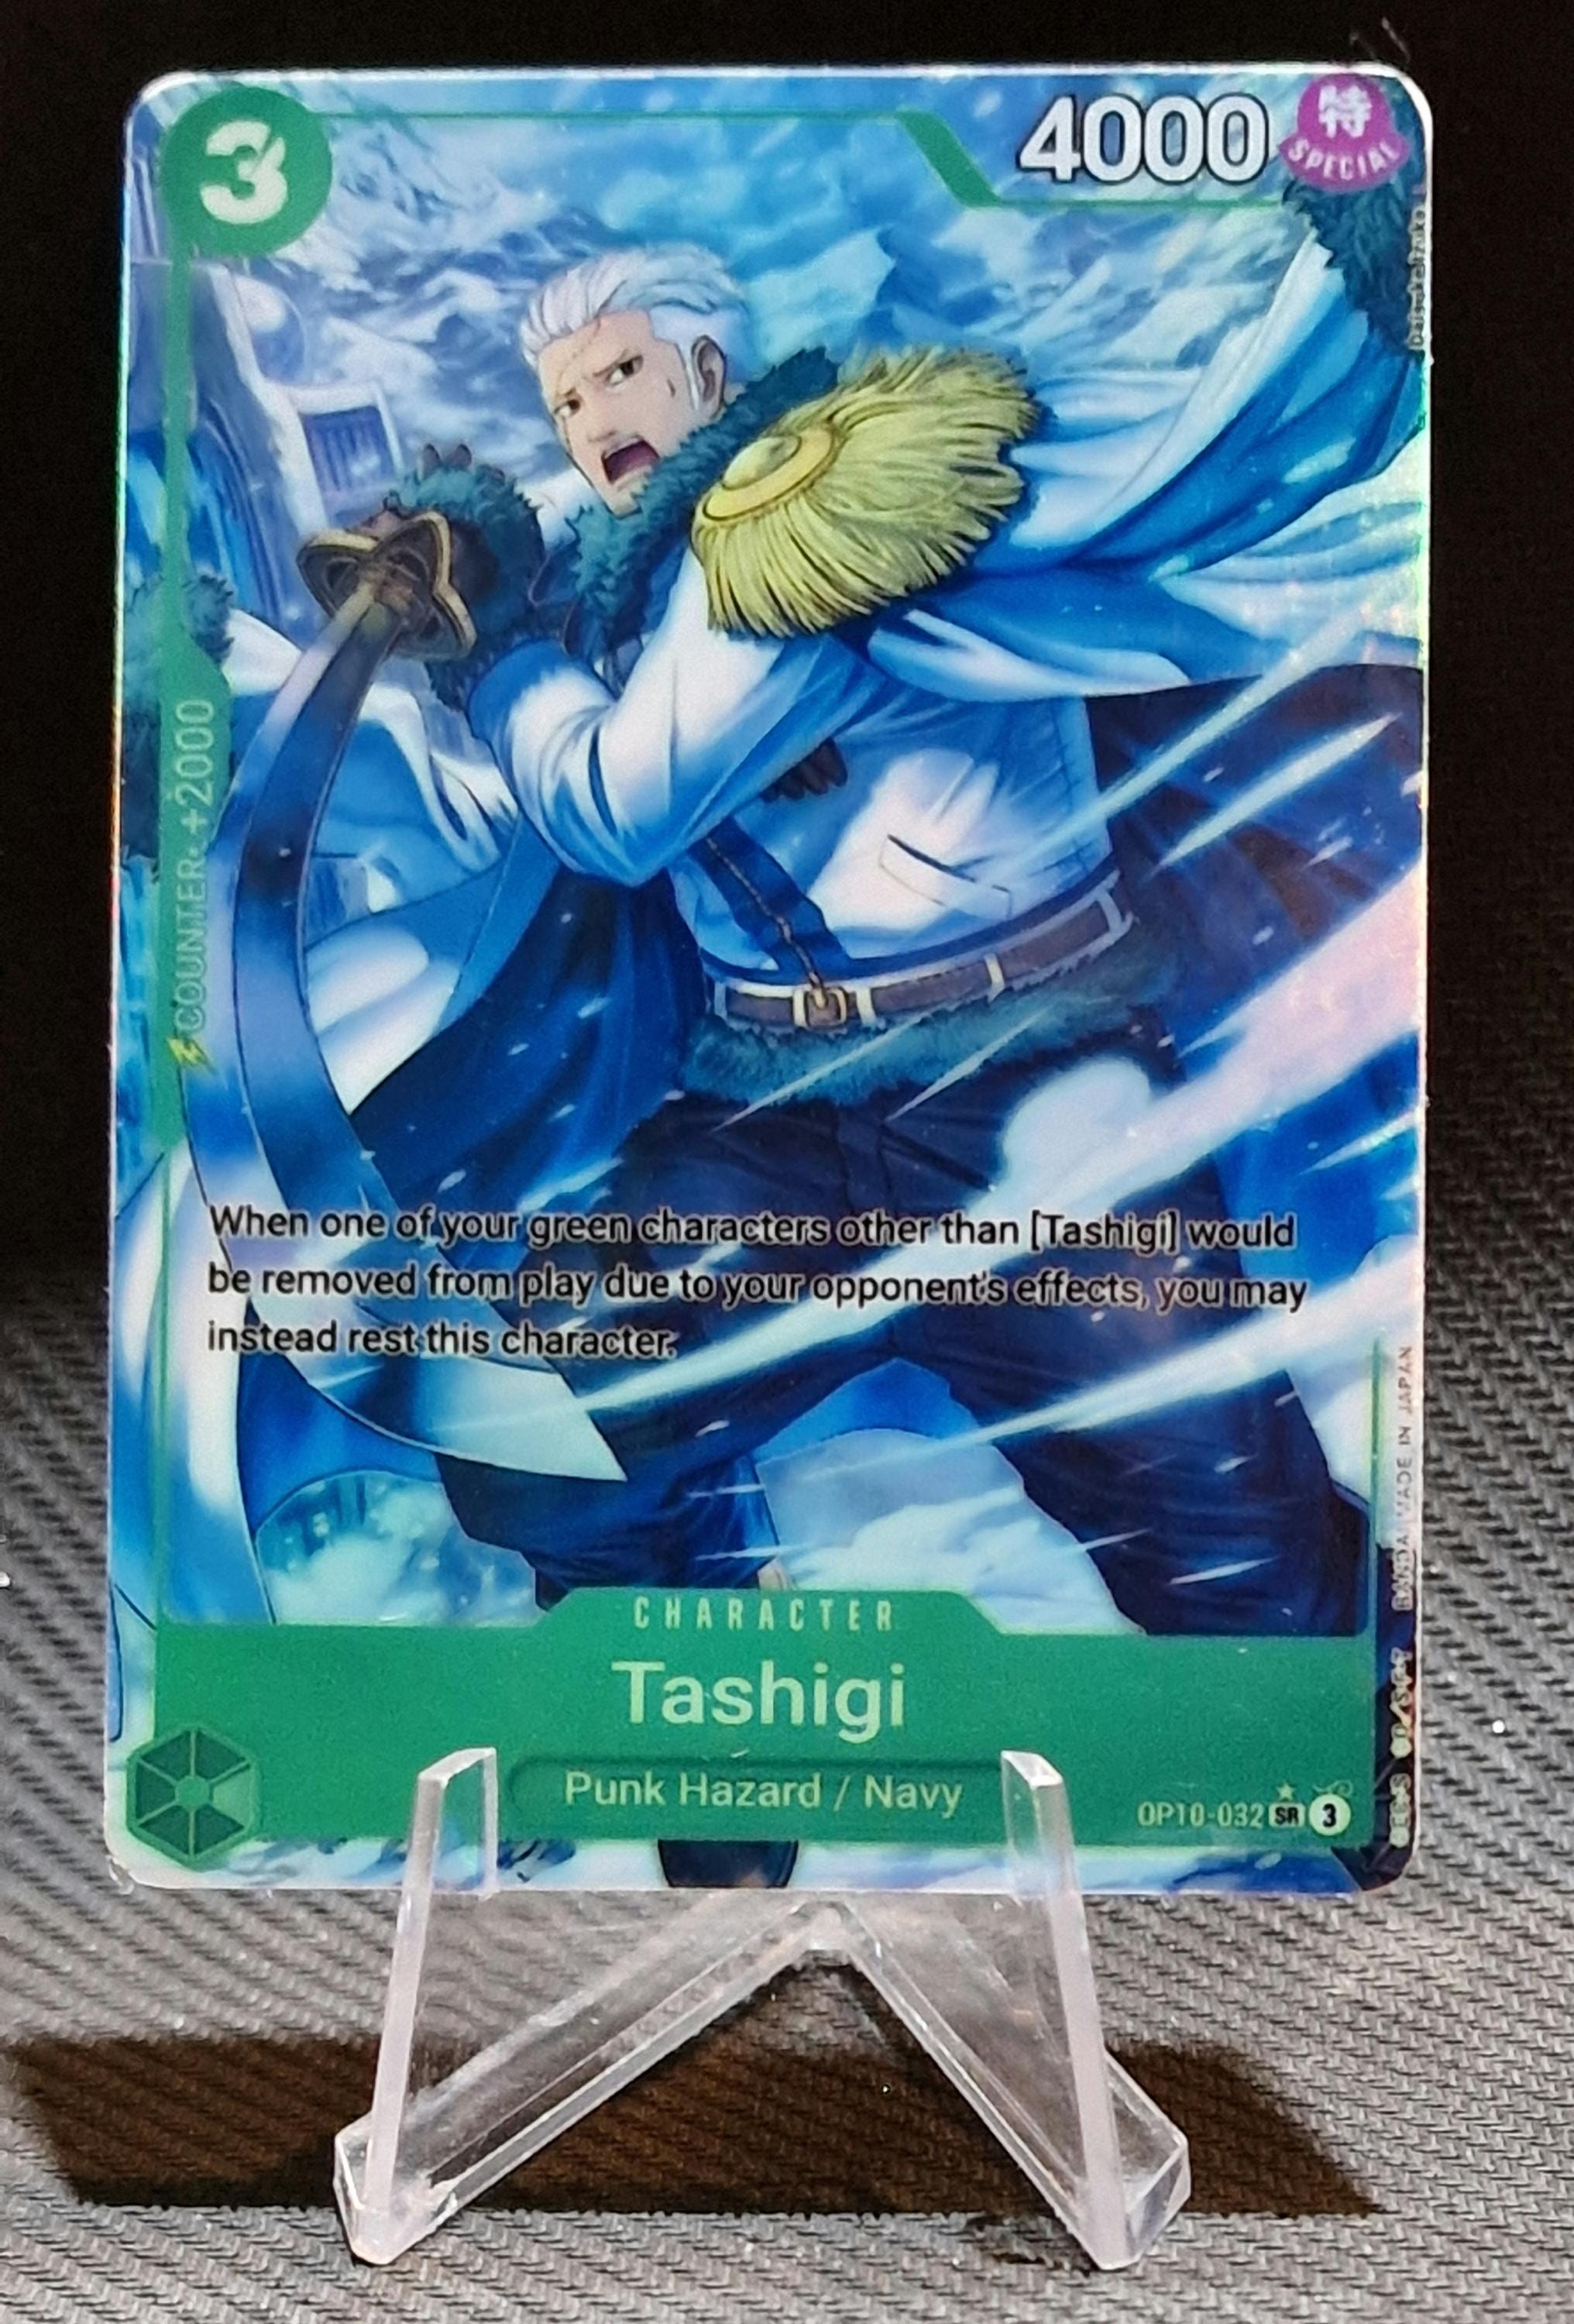 3
4000
特
SPECIAL
Daisuke Izuka
COUNTER +2000
When one of your green characters other than [Tashigi] would
be removed from play due to your opponent's effects, you may
instead rest this character.
BANDAI MADE IN JAPAN
CHARACTER
Tashigi
Punk Hazard / Navy
OP10-032 SR 3